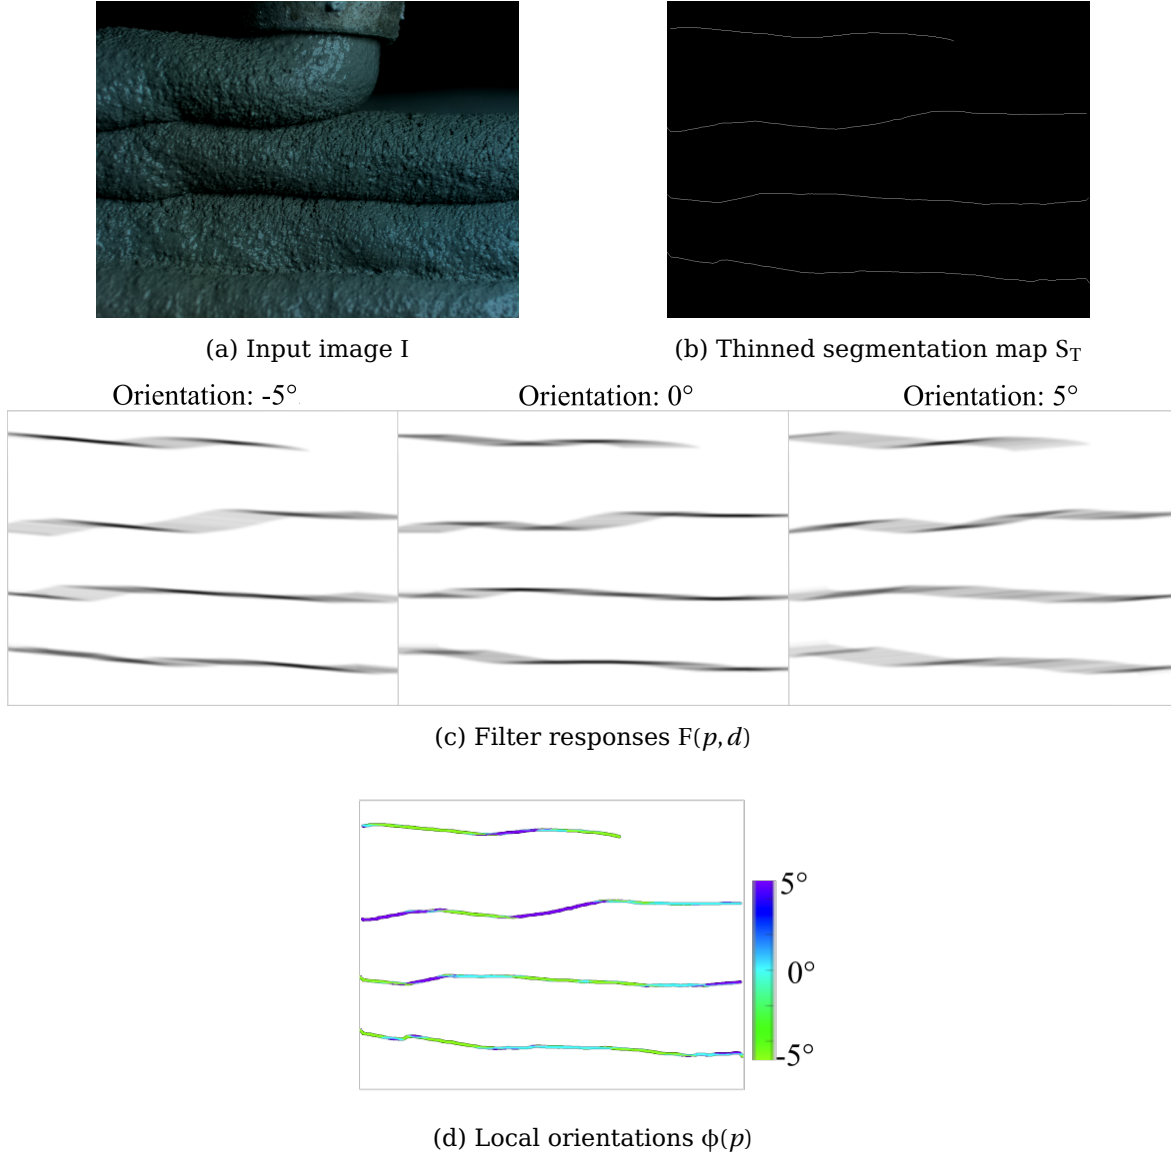 (a) Input image I
(b) Thinned segmentation map S_T
Orientation: -5°
Orientation: 0°
Orientation: 5°
(c) Filter responses F(p, d)
5°
0°
-5°
(d) Local orientations ϕ(p)